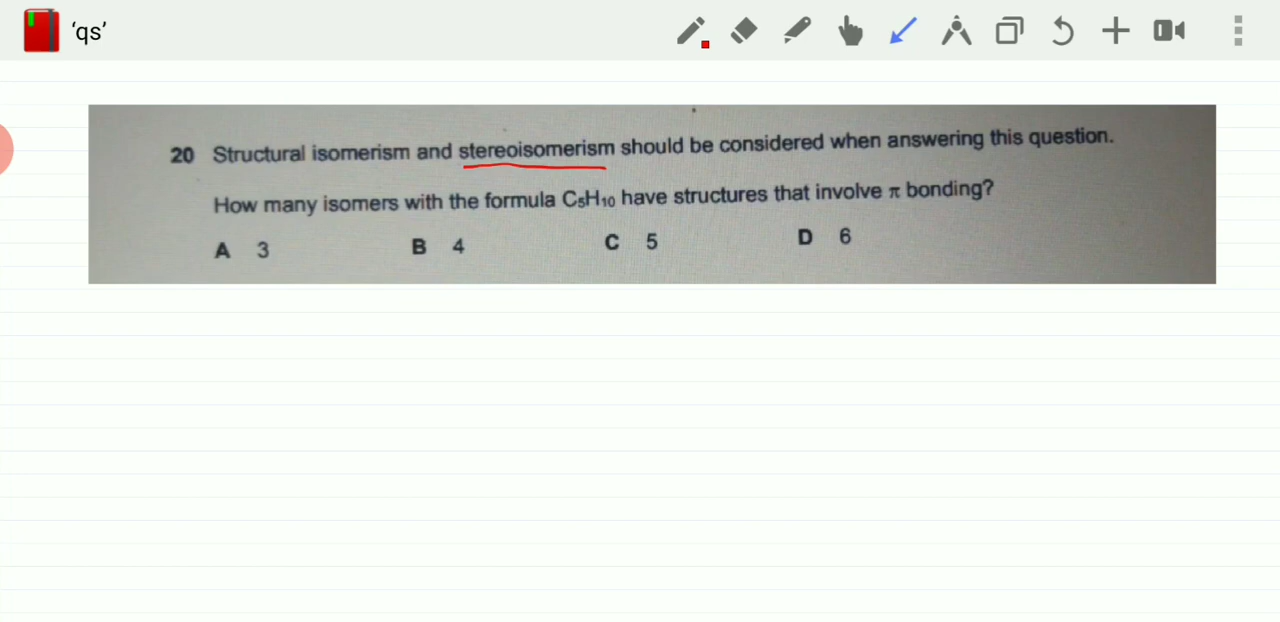 ‘qs’
20 Structural isomerism and stereoisomerism should be considered when answering this question.
How many isomers with the formula C₅H₁₀ have structures that involve π bonding?
A 3 B 4 C 5 D 6